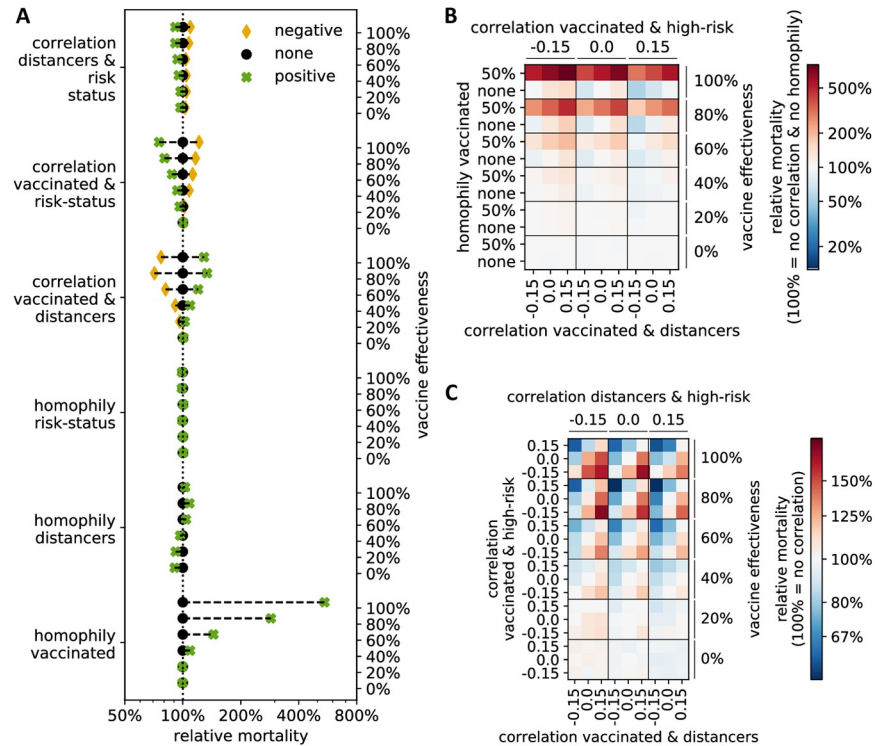 A
negative
none
positive
correlation
distancers &
risk
status
100%
80%
60%
40%
20%
0%
correlation
vaccinated &
risk-status
100%
80%
60%
40%
20%
0%
correlation
vaccinated &
distancers
100%
80%
60%
40%
20%
0%
homophily
risk-status
100%
80%
60%
40%
20%
0%
homophily
distancers
100%
80%
60%
40%
20%
0%
homophily
vaccinated
100%
80%
60%
40%
20%
0%
vaccine effectiveness
50% 100% 200% 400% 800%
relative mortality
B
correlation vaccinated & high-risk
-0.15 0.0 0.15
homophily vaccinated
50%
none
50%
none
50%
none
50%
none
50%
none
50%
none
100%
80%
60%
40%
20%
0%
vaccine effectiveness
-0.15 0.0 0.15 -0.15 0.0 0.15 -0.15 0.0 0.15
correlation vaccinated & distancers
relative mortality
(100% = no correlation & no homophily)
500%
200%
100%
50%
20%
C
correlation distancers & high-risk
-0.15 0.0 0.15
correlation
vaccinated & high-risk
0.15
0.0
-0.15
0.15
0.0
-0.15
0.15
0.0
-0.15
0.15
0.0
-0.15
0.15
0.0
-0.15
0.15
0.0
-0.15
100%
80%
60%
40%
20%
0%
vaccine effectiveness
-0.15 0.0 0.15 -0.15 0.0 0.15 -0.15 0.0 0.15
correlation vaccinated & distancers
relative mortality
(100% = no correlation)
150%
125%
100%
80%
67%